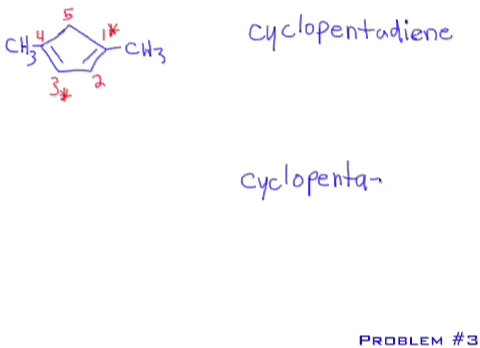 5
4 1*
CH3 CH3
3* 2
cyclopentadiene
cyclopenta-
PROBLEM #3